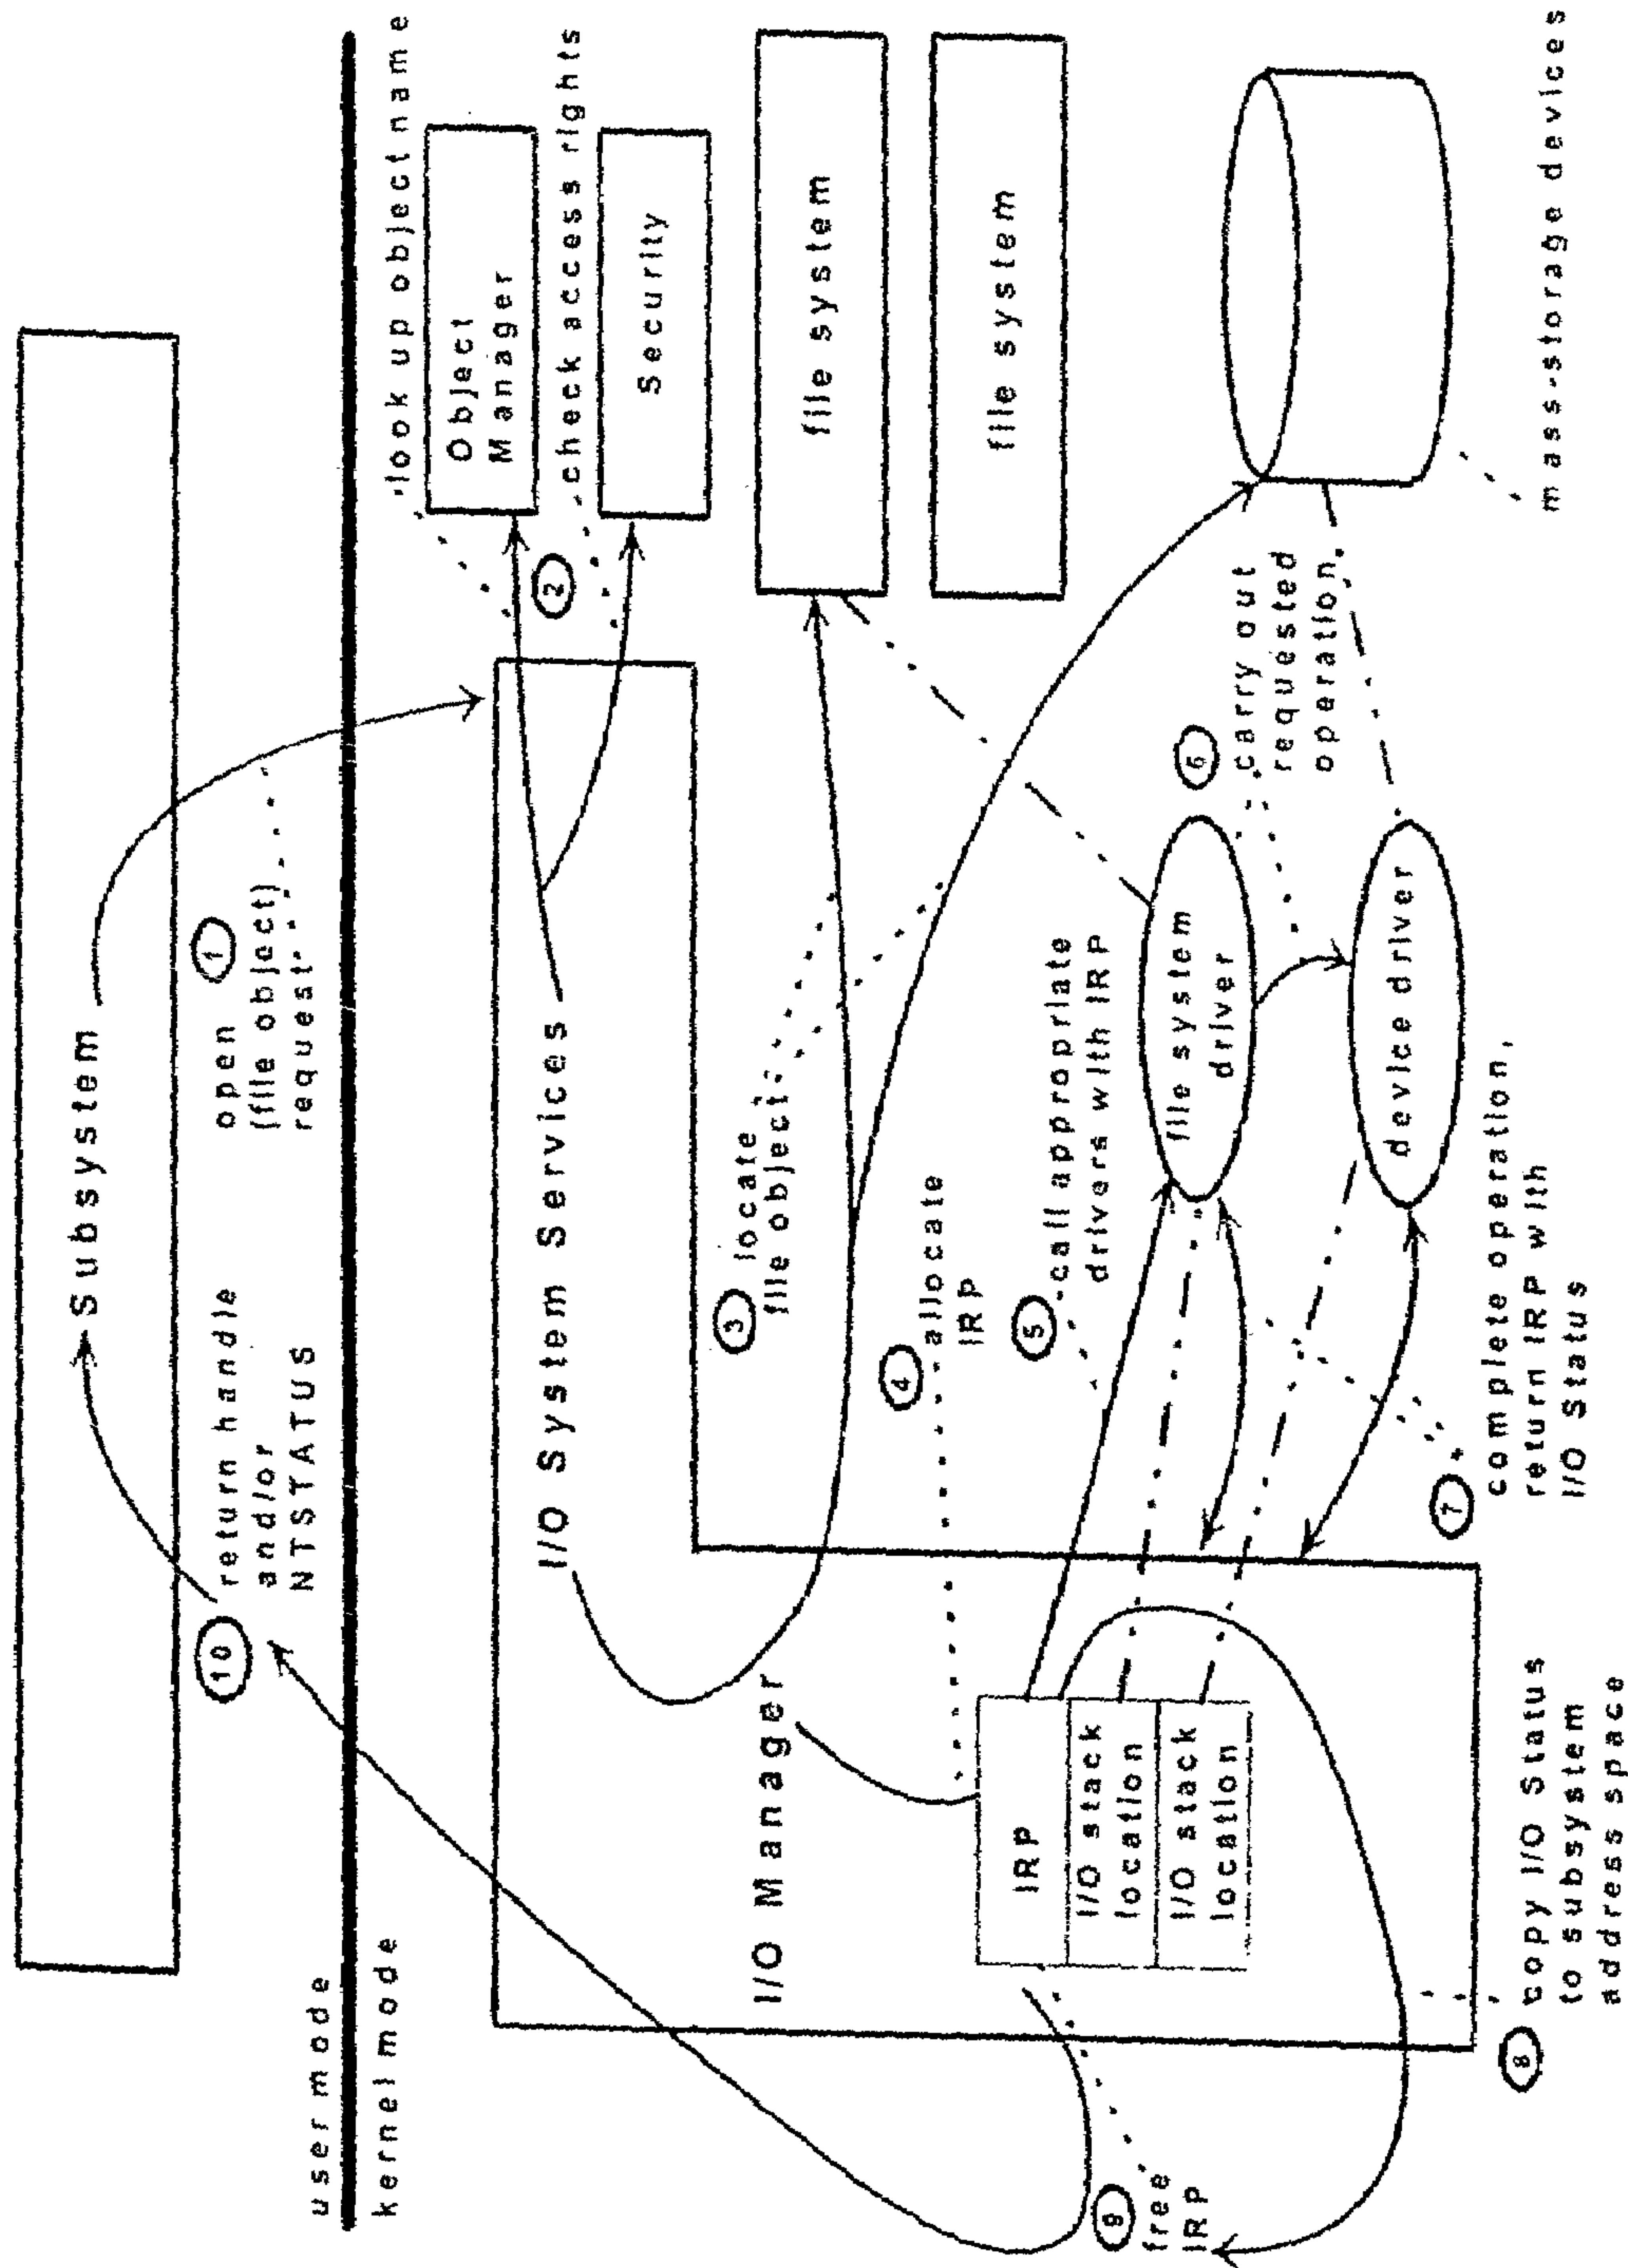 Subsystem
①
open
(file object)
request
⑩
return handle
and/or
NTSTATUS
user mode
kernel mode
look up object name
Object
Manager
②
check access rights
Security
I/O System Services
③
locate
file object
file system
file system
I/O Manager
④
allocate
IRP
⑤
call appropriate
drivers with IRP
IRP
I/O stack
location
I/O stack
location
file system
driver
⑥
carry out
requested
operation
device driver
⑦
complete operation,
return IRP with
I/O Status
⑧
copy I/O Status
to subsystem
address space
⑨
free
IRP
mass-storage devices